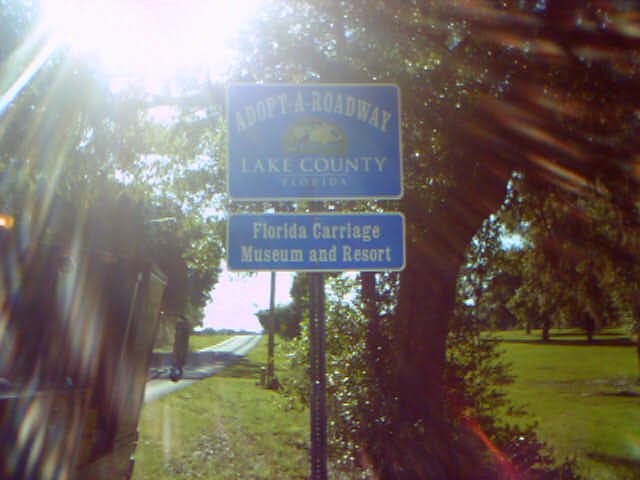 ADOPT-A-ROADWAY
LAKE COUNTY
FLORIDA
Florida Carriage
Museum and Resort